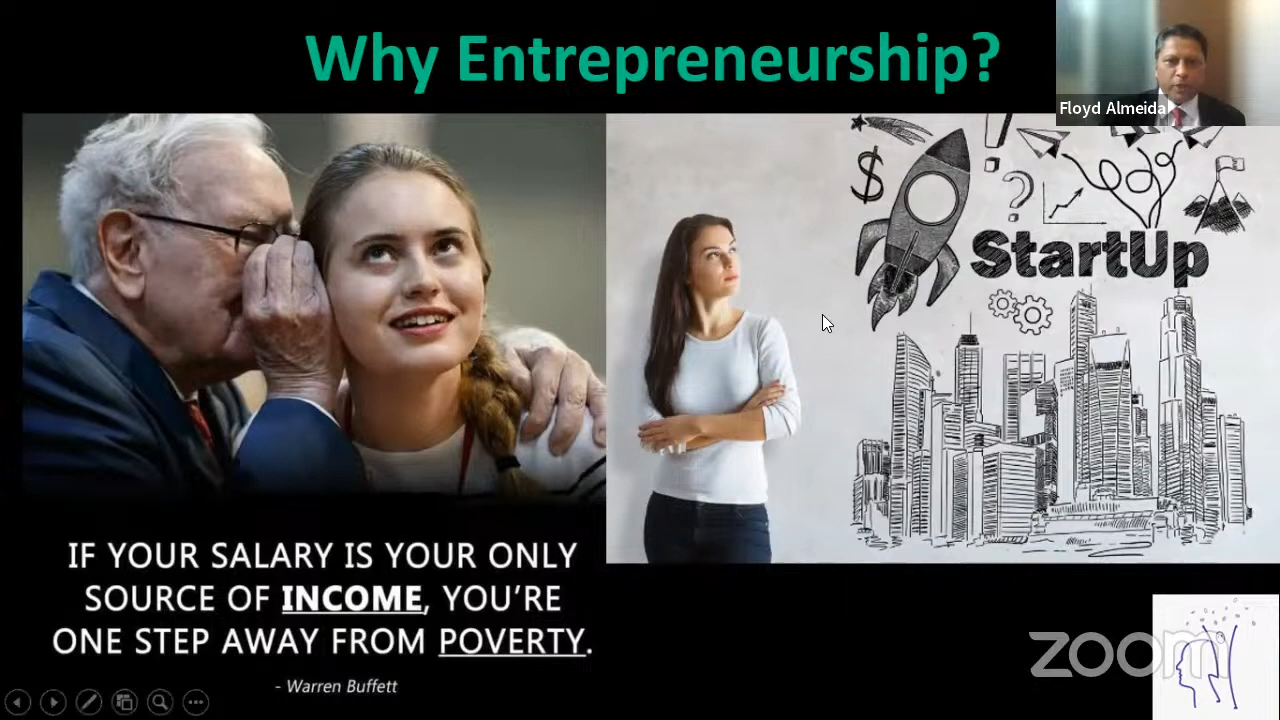 Why Entrepreneurship?
Floyd Almeida
$
StartUp
IF YOUR SALARY IS YOUR ONLY
SOURCE OF INCOME, YOU'RE
ONE STEP AWAY FROM POVERTY.
- Warren Buffett
zoom